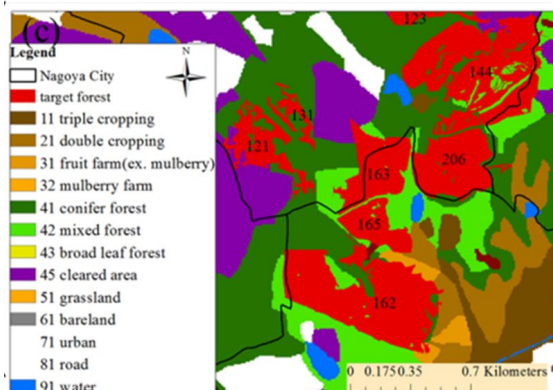 (c)
Legend
N
Nagoya City
target forest
11 triple cropping
21 double cropping
31 fruit farm(ex. mulberry)
32 mulberry farm
41 conifer forest
42 mixed forest
43 broad leaf forest
45 cleared area
51 grassland
61 bareland
71 urban
81 road
91 water
123
144
131
121
206
163
165
162
0 0.175 0.35 0.7 Kilometers